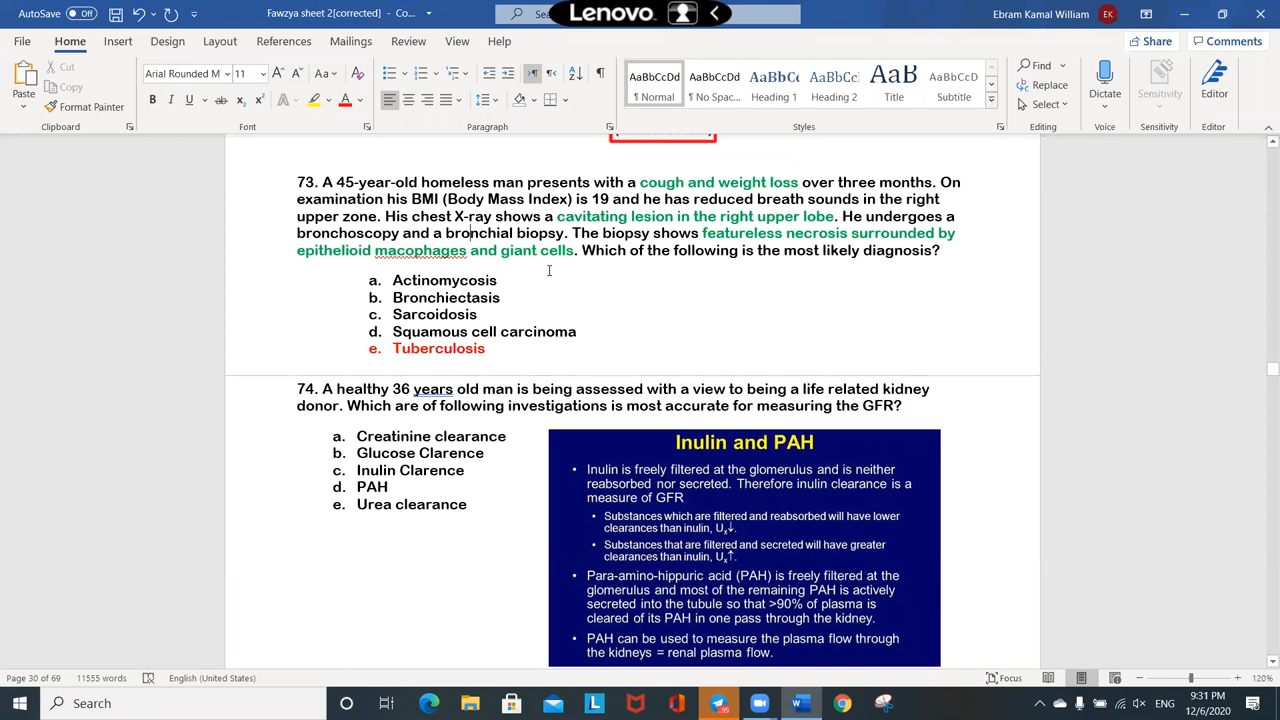 Fawzya sheet 2[corrected]
Lenovo
Se
Ebram Kamal William
EK
File
Home
Insert
Design
Layout
References
Mailings
Review
View
Help
Share
Comments
Paste
Cut
Copy
Format Painter
Clipboard
Arial Rounded M
11
Font
Paragraph
AaBbCcDd
¶ Normal
AaBbCcDd
¶ No Spac...
AaBbCc
Heading 1
AaBbCc
Heading 2
AaB
Title
AaBbCcD
Subtitle
Styles
Find
Replace
Select
Editing
Dictate
Voice
Sensitivity
Sensitivity
Editor
Editor
73. A 45-year-old homeless man presents with a cough and weight loss over three months. On
examination his BMI (Body Mass Index) is 19 and he has reduced breath sounds in the right
upper zone. His chest X-ray shows a cavitating lesion in the right upper lobe. He undergoes a
bronchoscopy and a bronchial biopsy. The biopsy shows featureless necrosis surrounded by
epithelioid macophages and giant cells. Which of the following is the most likely diagnosis?
a. Actinomycosis
b. Bronchiectasis
c. Sarcoidosis
d. Squamous cell carcinoma
e. Tuberculosis
74. A healthy 36 years old man is being assessed with a view to being a life related kidney
donor. Which are of following investigations is most accurate for measuring the GFR?
a. Creatinine clearance
b. Glucose Clarence
c. Inulin Clarence
d. PAH
e. Urea clearance
Inulin and PAH
• Inulin is freely filtered at the glomerulus and is neither
reabsorbed nor secreted. Therefore inulin clearance is a
measure of GFR
• Substances which are filtered and reabsorbed will have lower
clearances than inulin, Ux↓.
• Substances that are filtered and secreted will have greater
clearances than inulin, Ux↑.
• Para-amino-hippuric acid (PAH) is freely filtered at the
glomerulus and most of the remaining PAH is actively
secreted into the tubule so that >90% of plasma is
cleared of its PAH in one pass through the kidney.
• PAH can be used to measure the plasma flow through
the kidneys = renal plasma flow.
Page 30 of 69
11555 words
English (United States)
Focus
120%
Search
95
ENG
9:31 PM
12/6/2020